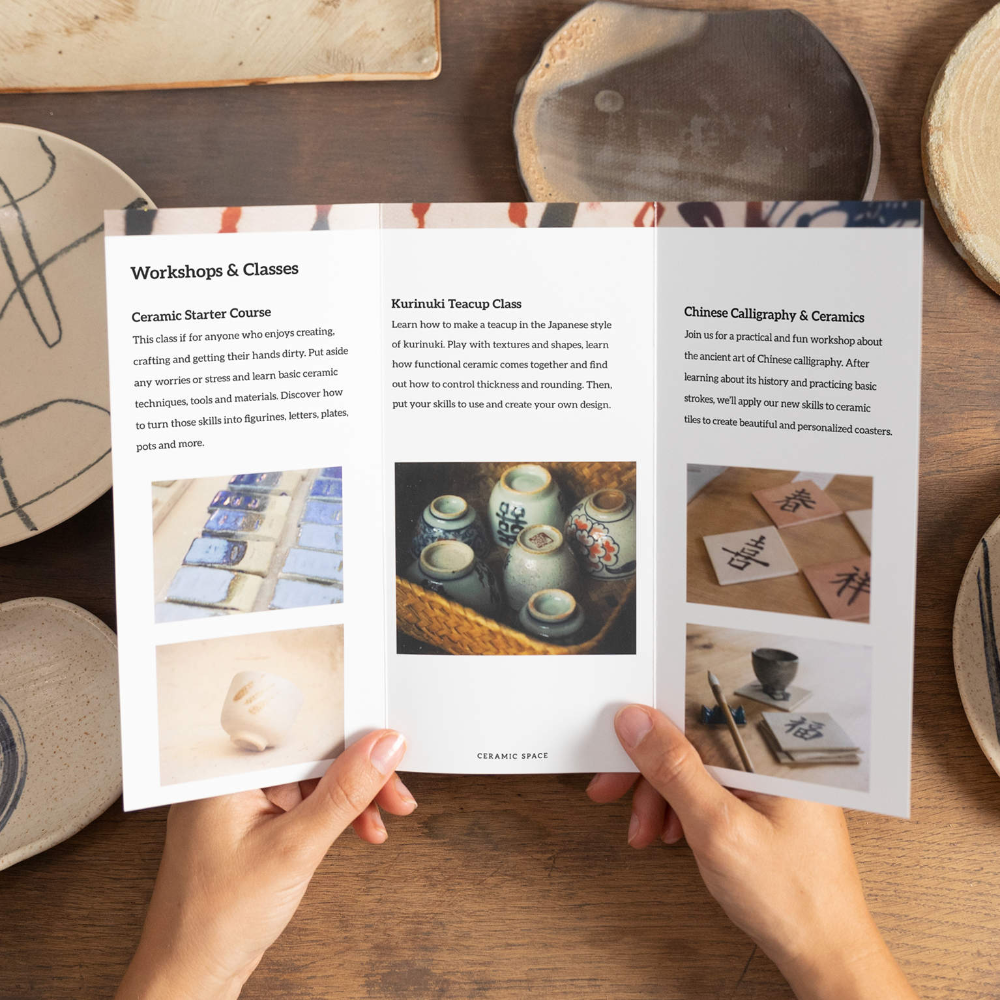 Workshops & Classes
Ceramic Starter Course
This class if for anyone who enjoys creating,
crafting and getting their hands dirty. Put aside
any worries or stress and learn basic ceramic
techniques, tools and materials. Discover how
to turn those skills into figurines, letters, plates,
pots and more.
Kurinuki Teacup Class
Learn how to make a teacup in the Japanese style
of kurinuki. Play with textures and shapes, learn
how functional ceramic comes together and find
out how to control thickness and rounding. Then,
put your skills to use and create your own design.
囍
CERAMIC SPACE
Chinese Calligraphy & Ceramics
Join us for a practical and fun workshop about
the ancient art of Chinese calligraphy. After
learning about its history and practicing basic
strokes, we'll apply our new skills to ceramic
tiles to create beautiful and personalized coasters.
春
喜
祥
福